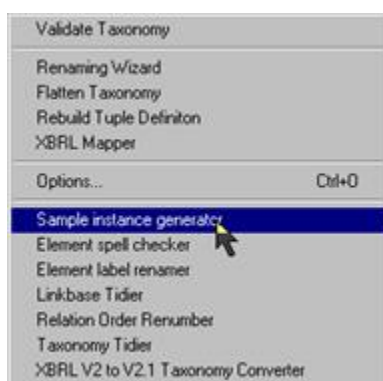 Validate Taxonomy
Renaming Wizard
Flatten Taxonomy
Rebuild Tuple Definiton
XBRL Mapper
Options... Ctrl+O
Sample instance generator
Element spell checker
Element label renamer
Linkbase Tidier
Relation Order Renumber
Taxonomy Tidier
XBRL V2 to V2.1 Taxonomy Converter